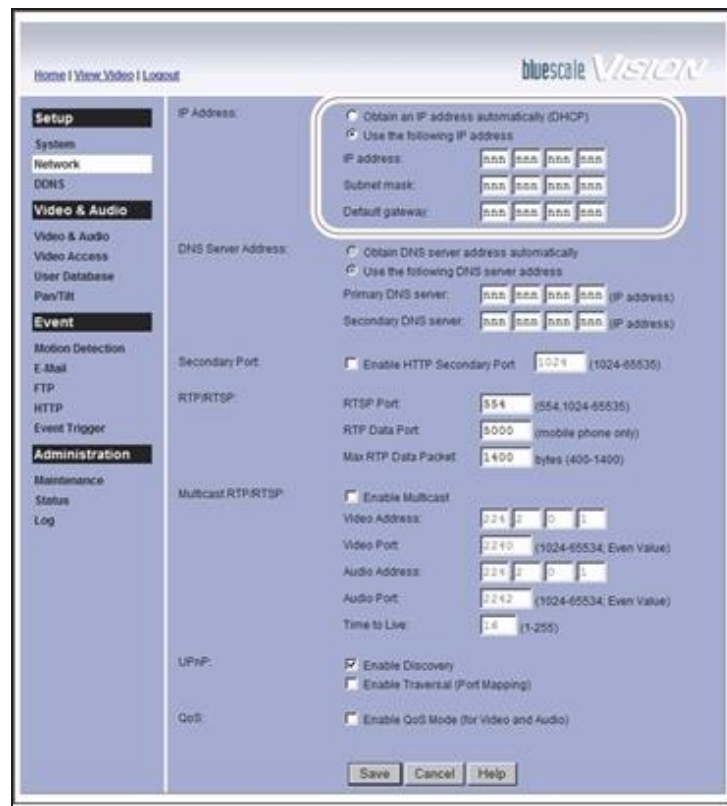 Home | View Video | Logout
bluescale VISION
Setup
System
Network
DDNS
Video & Audio
Video & Audio
Video Access
User Database
Pan/Tilt
Event
Motion Detection
E-Mail
FTP
HTTP
Event Trigger
Administration
Maintenance
Status
Log
IP Address:
Obtain an IP address automatically (DHCP)
Use the following IP address
IP address: nnn nnn nnn nnn
Subnet mask: nnn nnn nnn nnn
Default gateway: nnn nnn nnn nnn
DNS Server Address:
Obtain DNS server address automatically
Use the following DNS server address
Primary DNS server: nnn nnn nnn nnn (IP address)
Secondary DNS server: nnn nnn nnn nnn (IP address)
Secondary Port:
Enable HTTP Secondary Port 1024 (1024-65535)
RTP/RTSP:
RTSP Port: 554 (554,1024-65535)
RTP Data Port: 5000 (mobile phone only)
Max RTP Data Packet: 1400 bytes (400-1400)
Multicast RTP/RTSP:
Enable Multicast
Video Address: 224 2 0 1
Video Port: 2240 (1024-65534; Even Value)
Audio Address: 224 2 0 1
Audio Port: 2242 (1024-65534; Even Value)
Time to Live: 16 (1-255)
UPnP:
Enable Discovery
Enable Traversal (Port Mapping)
QoS:
Enable QoS Mode (for Video and Audio)
Save Cancel Help